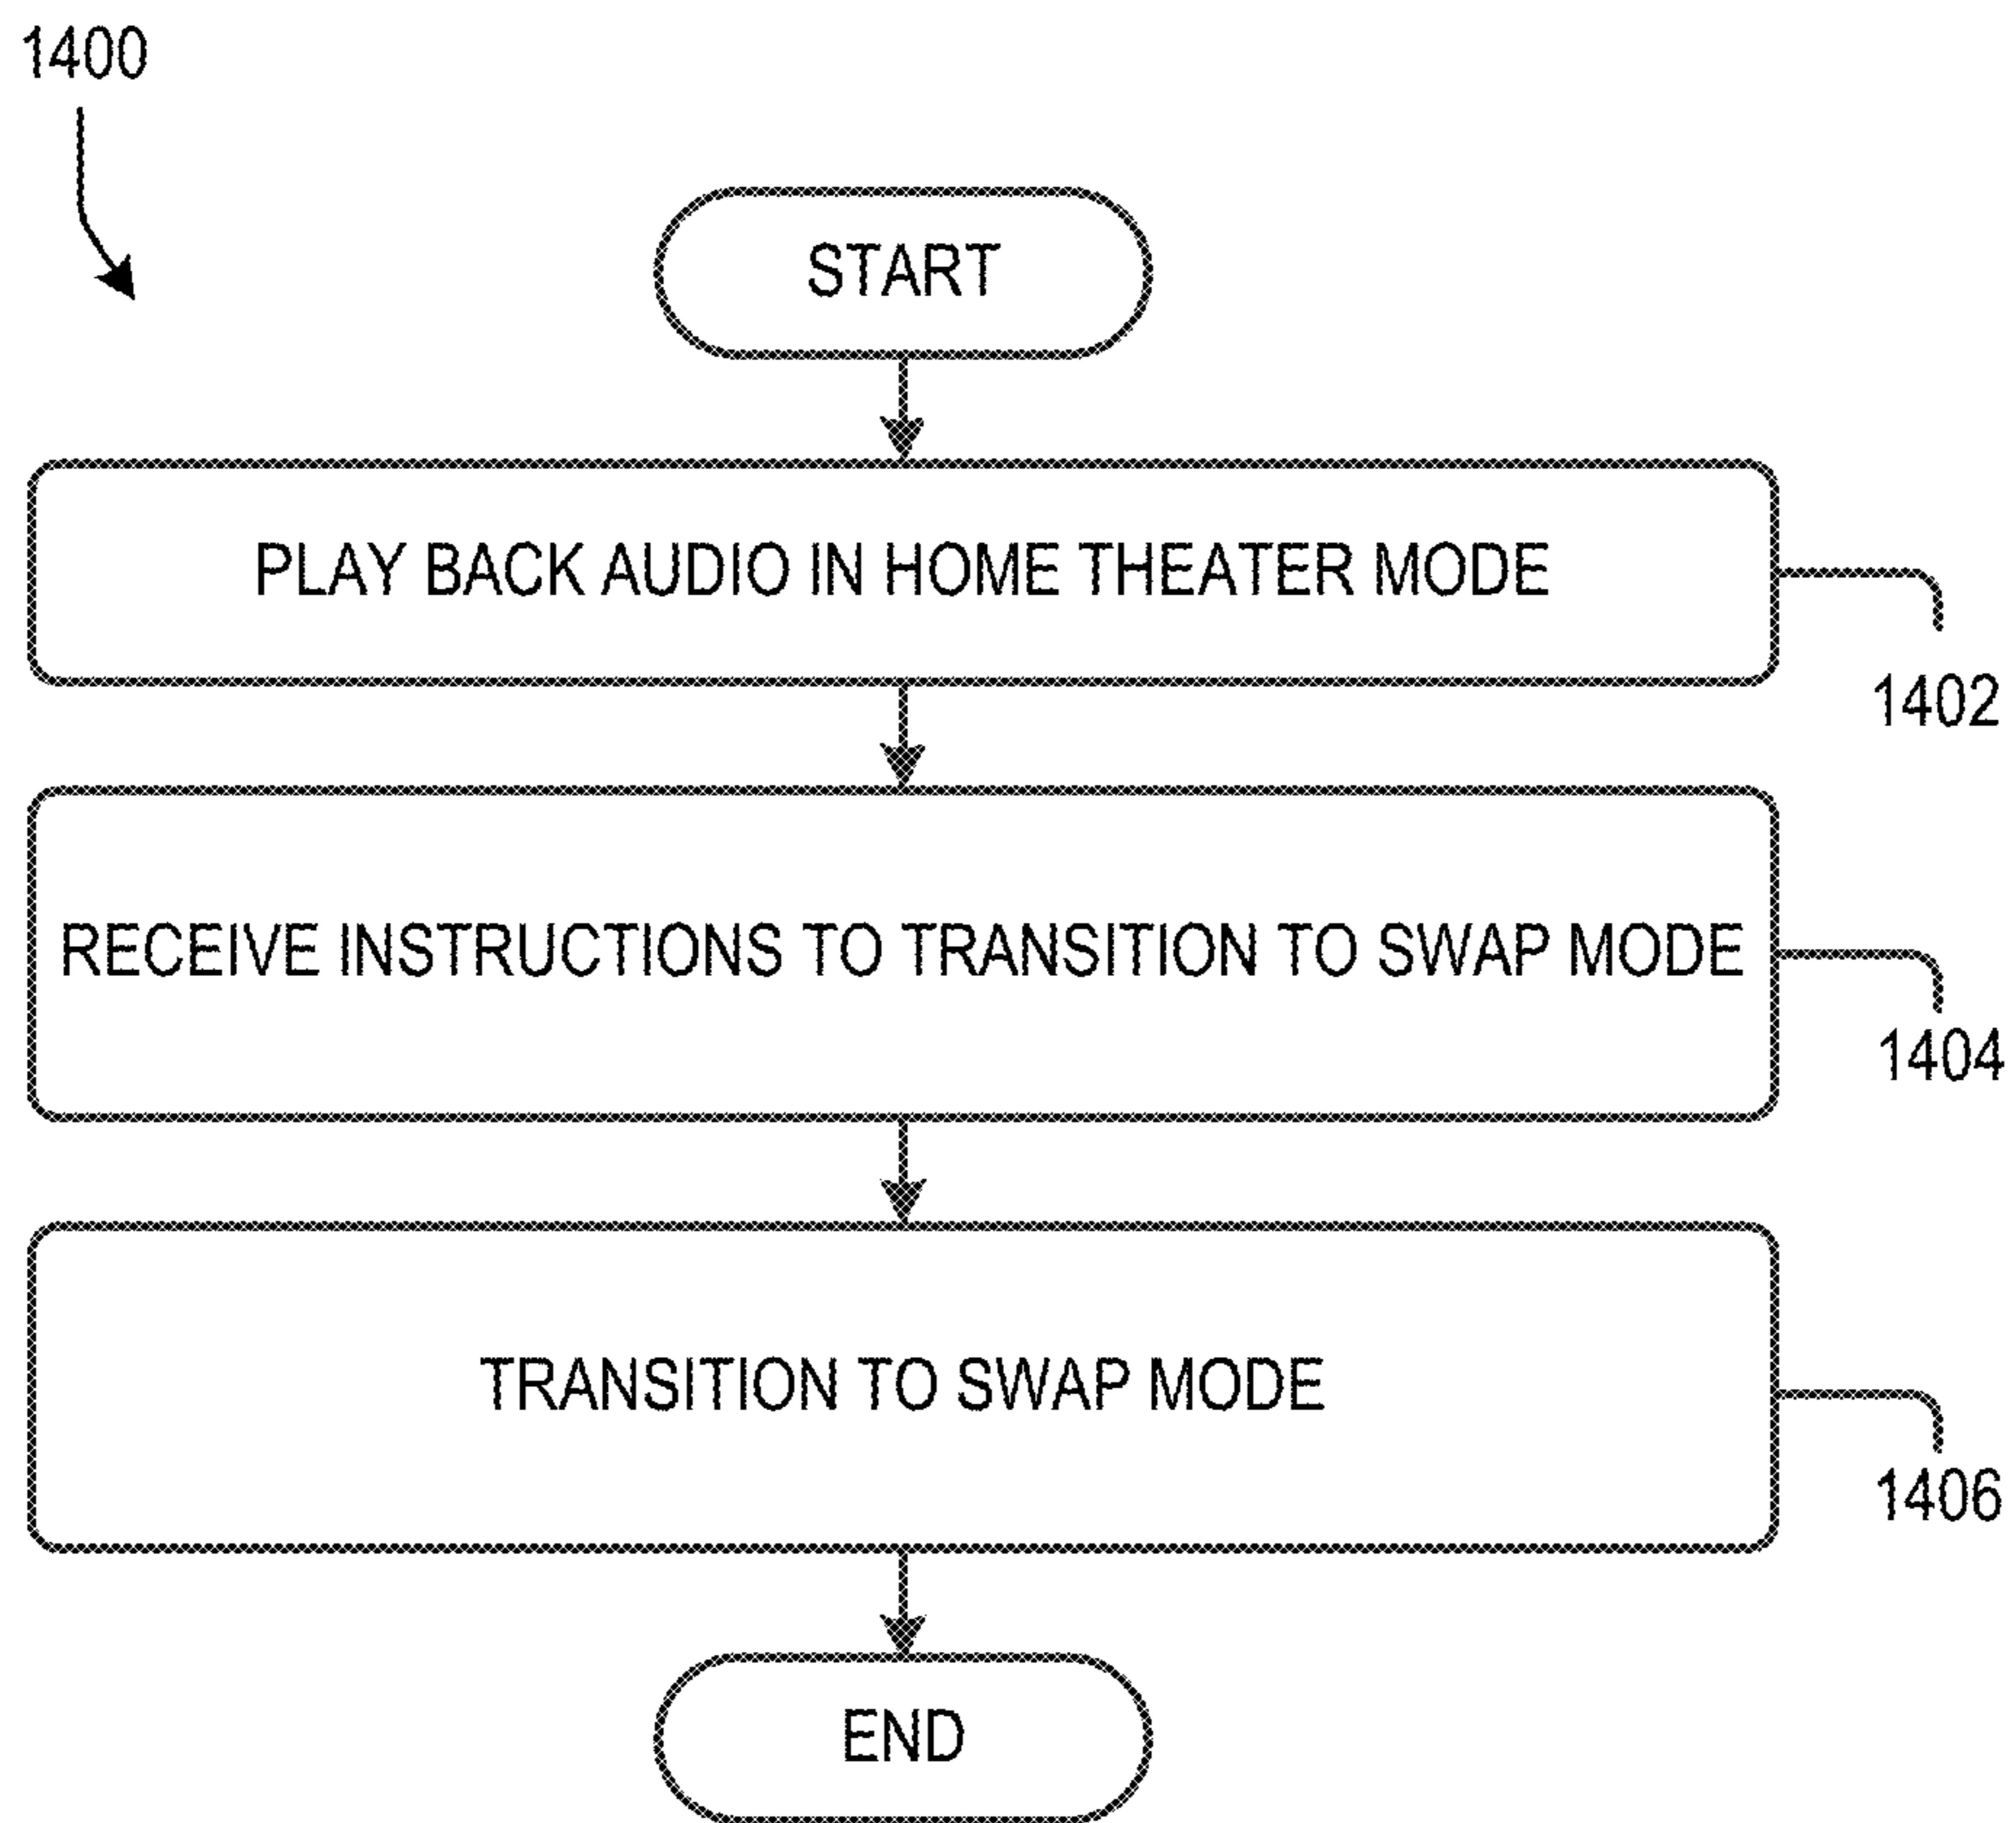 1400
START
PLAY BACK AUDIO IN HOME THEATER MODE
1402
RECEIVE INSTRUCTIONS TO TRANSITION TO SWAP MODE
1404
TRANSITION TO SWAP MODE
1406
END